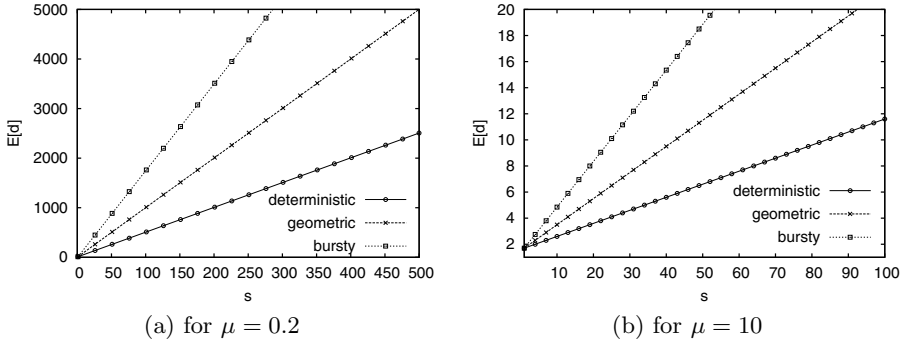 5000
4000
3000
2000
1000
0
E[d]
0 50 100 150 200 250 300 350 400 450 500
s
deterministic
geometric
bursty
(a) for μ = 0.2
20
18
16
14
12
10
8
6
4
2
E[d]
10 20 30 40 50 60 70 80 90 100
s
deterministic
geometric
bursty
(b) for μ = 10